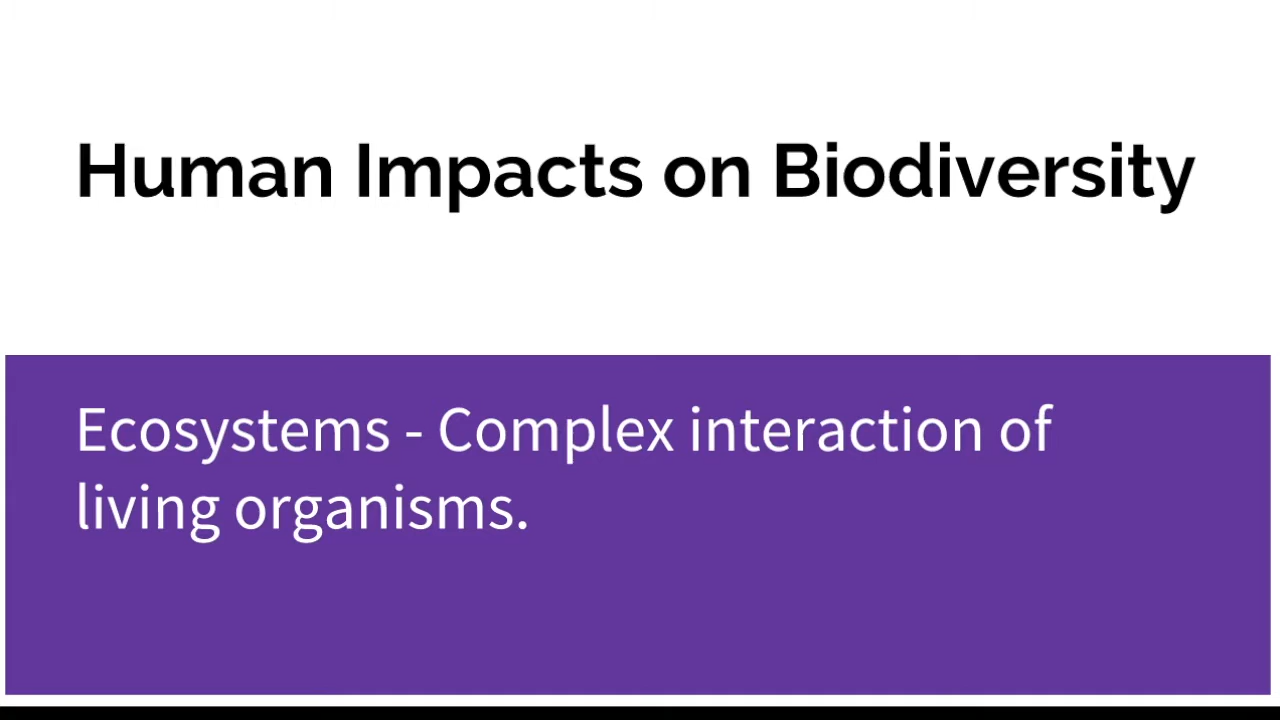 Human Impacts on Biodiversity
Ecosystems - Complex interaction of
living organisms.